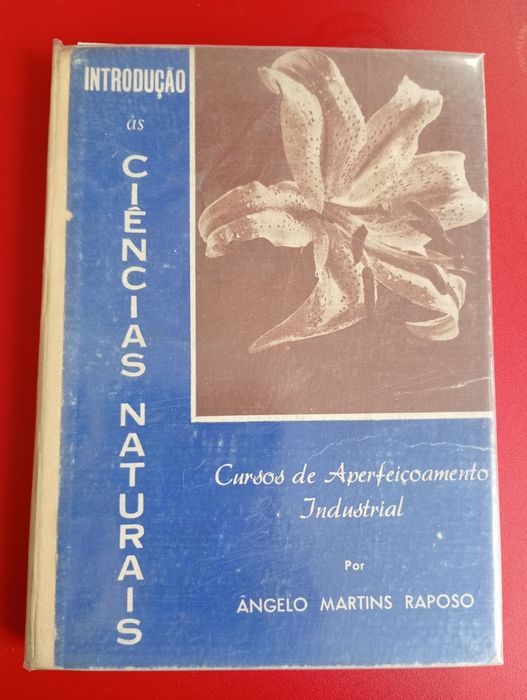 INTRODUÇÃO
às
CIÊNCIAS NATURAIS
Cursos de Aperfeiçoamento
Industrial
Por
ÂNGELO MARTINS RAPOSO